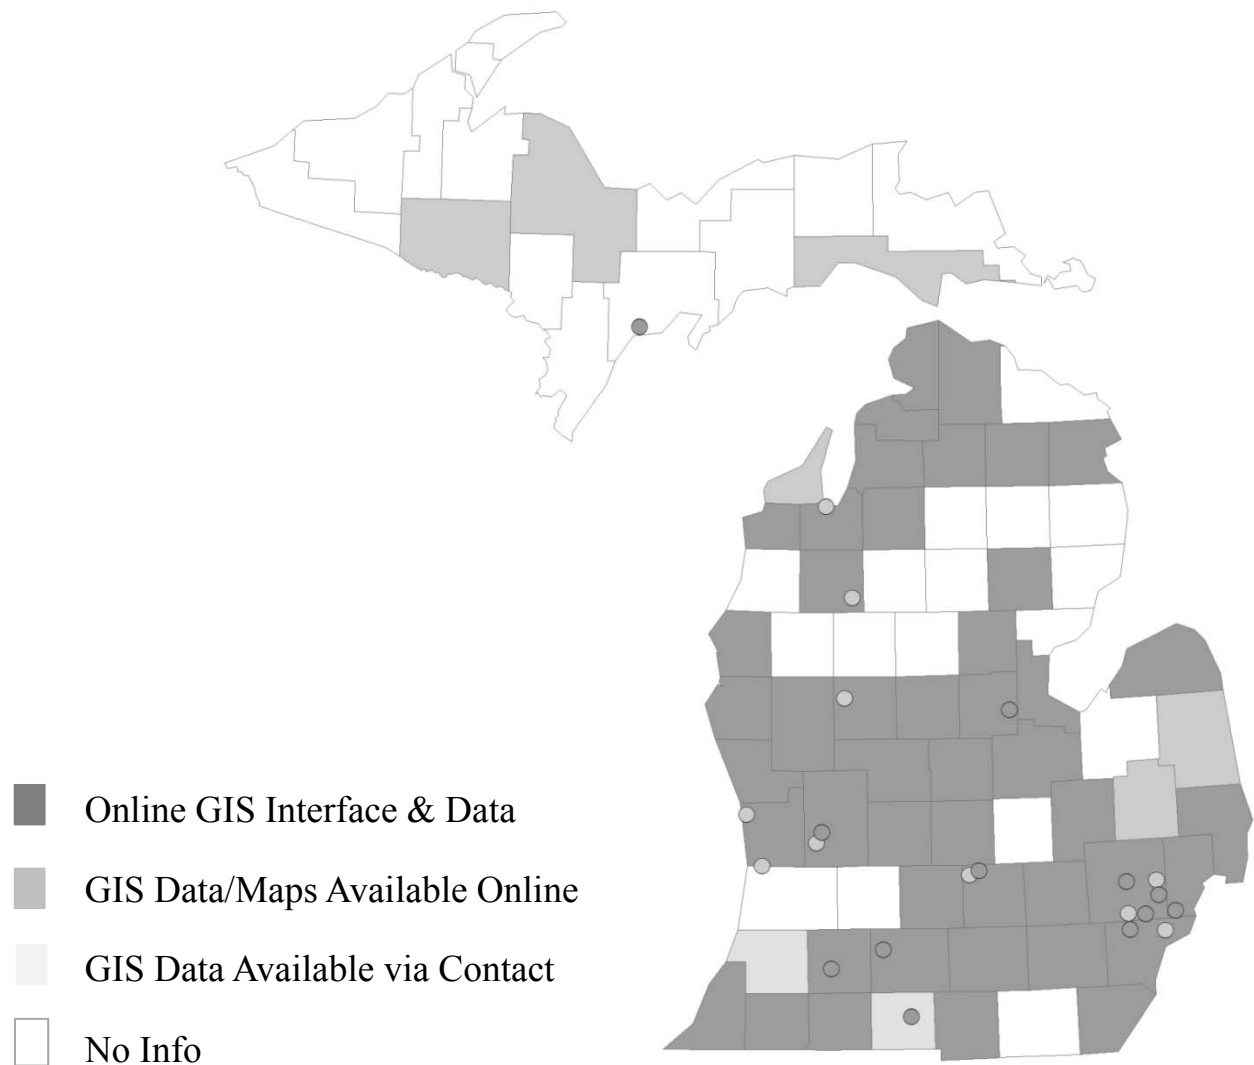 Online GIS Interface & Data
GIS Data/Maps Available Online
GIS Data Available via Contact
No Info